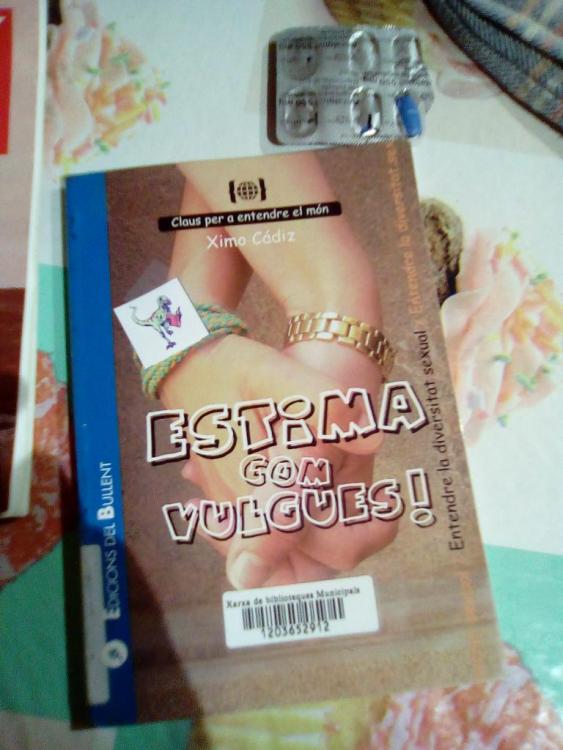 Claus per a entendre el món
Ximo Cádiz
ESTIMA
COM
VULGUES!
Entendre la diversitat sexual
Entendre la diversitat
EDICIONS DEL BULLENT
Xarxa de biblioteques Municipals
1203652912